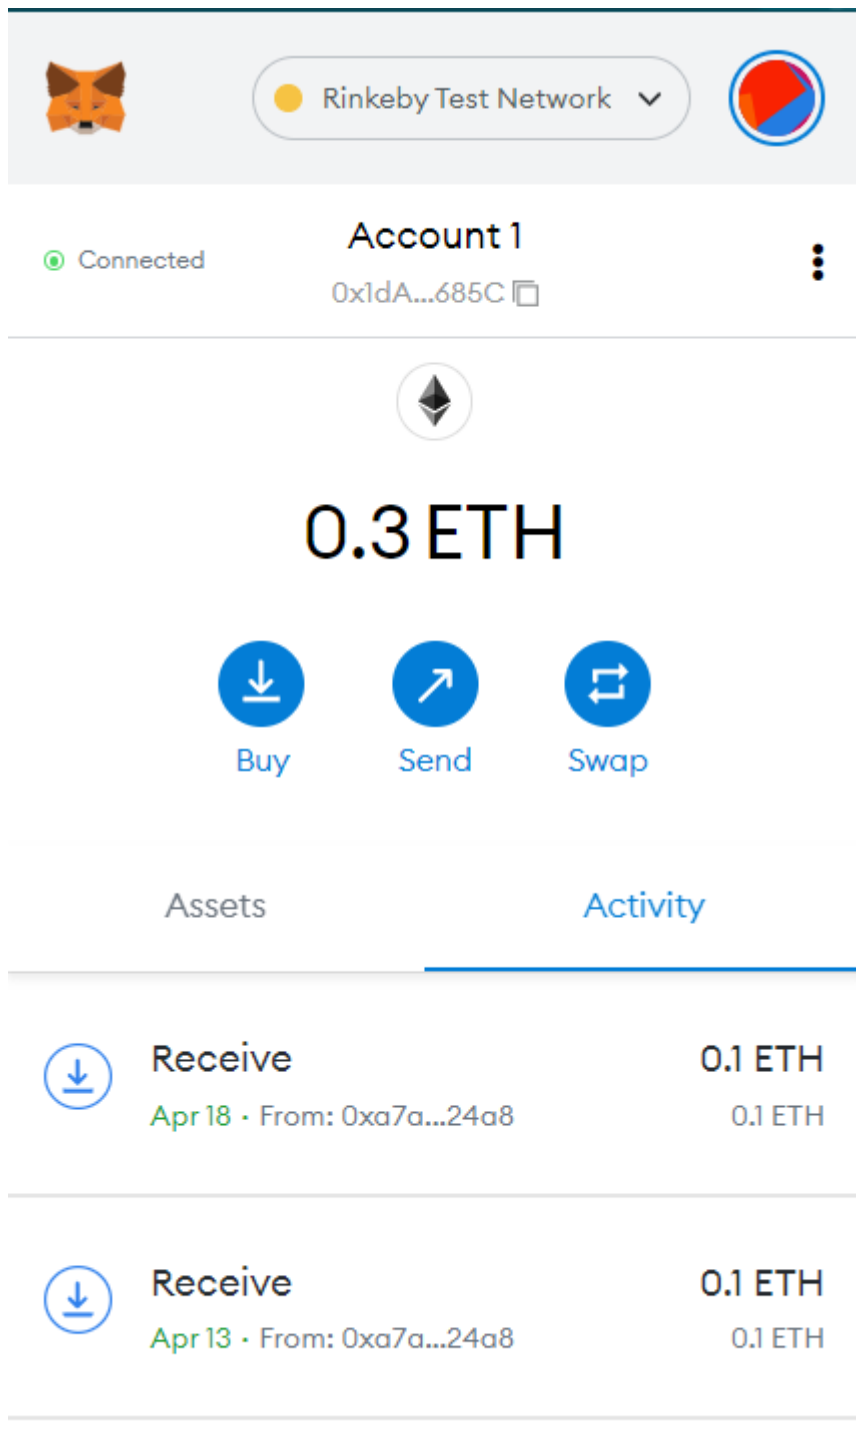 Rinkeby Test Network
Connected
Account 1
0x1dA...685C
0.3 ETH
Buy
Send
Swap
Assets
Activity
Receive
0.1 ETH
Apr 18 · From: 0xa7a...24a8
0.1 ETH
Receive
0.1 ETH
Apr 13 · From: 0xa7a...24a8
0.1 ETH